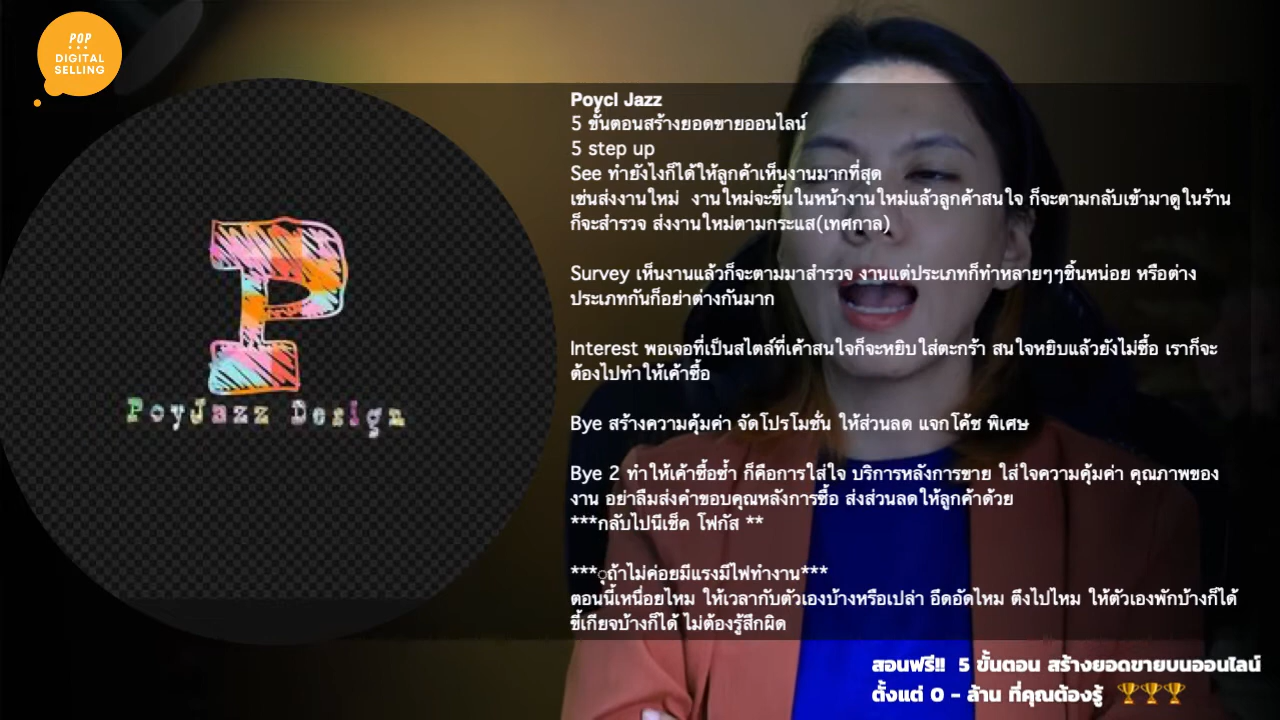 POP
DIGITAL
SELLING
PoyJazz Design
Poycl Jazz
5 ขั้นตอนสร้างยอดขายออนไลน์
5 step up
See ทำยังไงก็ได้ให้ลูกค้าเห็นงานมากที่สุด
เช่นส่งงานใหม่  งานใหม่จะขึ้นในหน้างานใหม่แล้วลูกค้าสนใจ ก็จะตามกลับเข้ามาดูในร้าน
ก็จะสำรวจ ส่งงานใหม่ตามกระแส(เทศกาล)
Survey เห็นงานแล้วก็จะตามมาสำรวจ งานแต่ประเภทก็ทำหลายๆๆชิ้นหน่อย หรือต่าง
ประเภทกันก็อย่าต่างกันมาก
Interest พอเจอที่เป็นสไตล์ที่เค้าสนใจก็จะหยิบใส่ตะกร้า สนใจหยิบแล้วยังไม่ซื้อ เราก็จะ
ต้องไปทำให้เค้าซื้อ
Bye สร้างความคุ้มค่า จัดโปรโมชั่น ให้ส่วนลด แจกโค้ช พิเศษ
Bye 2 ทำให้เค้าซื้อซ้ำ ก็คือการใส่ใจ บริการหลังการขาย ใส่ใจความคุ้มค่า คุณภาพของ
งาน อย่าลืมส่งคำขอบคุณหลังการซื้อ ส่งส่วนลดให้ลูกค้าด้วย
***กลับไปนีเช็ค โฟกัส **
***ุถ้าไม่ค่อยมีแรงมีไฟทำงาน***
ตอนนี้เหนื่อยไหม ให้เวลากับตัวเองบ้างหรือเปล่า อึดอัดไหม ตึงไปไหม ให้ตัวเองพักบ้างก็ได้
ขี้เกียจบ้างก็ได้ ไม่ต้องรู้สึกผิด
สอนฟรี!!  5 ขั้นตอน สร้างยอดขายบนออนไลน์
ตั้งแต่ 0 - ล้าน ที่คุณต้องรู้ 🏆🏆🏆